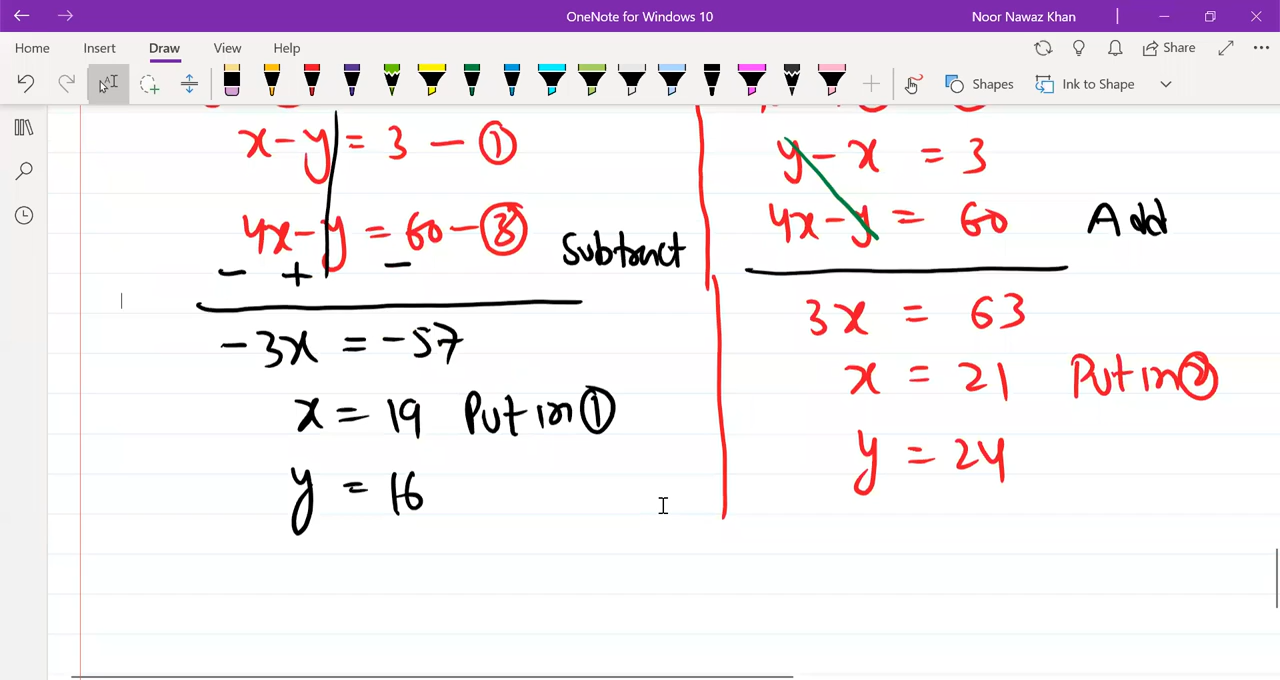 OneNote for Windows 10
Noor Nawaz Khan
Home Insert Draw View Help
Share
Shapes
Ink to Shape
x - y = 3 - ①
4x - y = 60 - ③
- + -
Subtract
-3x = -57
x = 19 Put in ①
y = 16
y - x = 3
4x - y = 60
Add
3x = 63
x = 21 Put in ②
y = 24